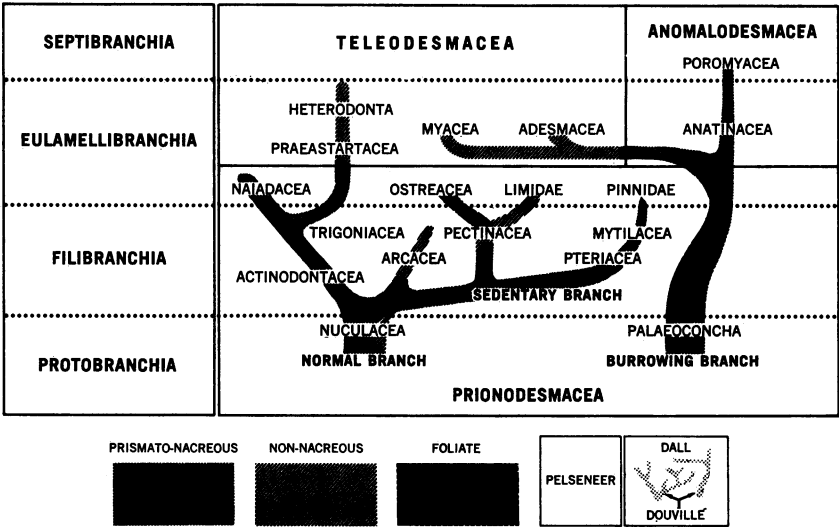 SEPTIBRANCHIA
TELEODESMACEA
ANOMALODESMACEA
POROMYACEA
HETERODONTA
EULAMELLIBRANCHIA
MYACEA
ADESMACEA
ANATINACEA
PRAEASTARTACEA
NAIADACEA
OSTREACEA
LIMIDAE
PINNIDAE
TRIGONIACEA
PECTINACEA
MYTILACEA
FILIBRANCHIA
ARCACEA
PTERIACEA
ACTINODONTACEA
SEDENTARY BRANCH
NUCULACEA
PALAEOCONCHA
PROTOBRANCHIA
NORMAL BRANCH
BURROWING BRANCH
PRIONODESMACEA
PRISMATO-NACREOUS
NON-NACREOUS
FOLIATE
PELSENEER
DALL
DOUVILLÉ